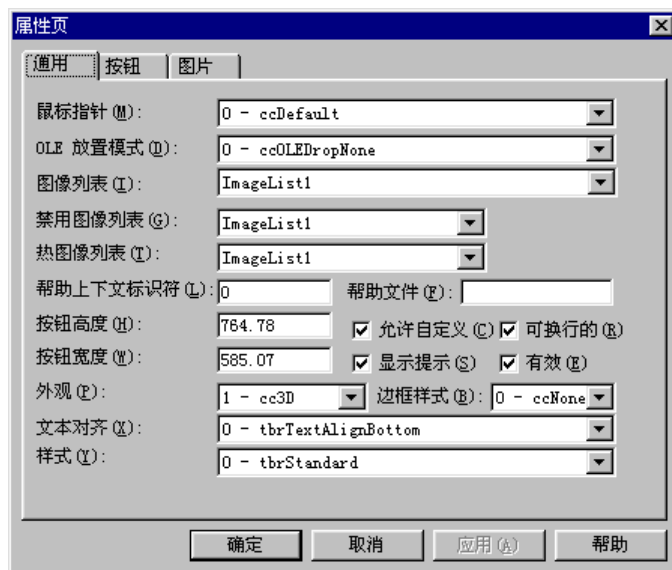 属性页
通用 按钮 图片
鼠标指针(M): 0 - ccDefault
OLE 放置模式(D): 0 - ccOLEDropNone
图像列表(I): ImageList1
禁用图像列表(G): ImageList1
热图像列表(T): ImageList1
帮助上下文标识符(L): 0 帮助文件(F):
按钮高度(H): 764.78 允许自定义(C) 可换行的(R)
按钮宽度(W): 585.07 显示提示(S) 有效(E)
外观(P): 1 - cc3D 边框样式(B): 0 - ccNone
文本对齐(X): 0 - tbrTextAlignBottom
样式(Y): 0 - tbrStandard
确定 取消 应用(A) 帮助